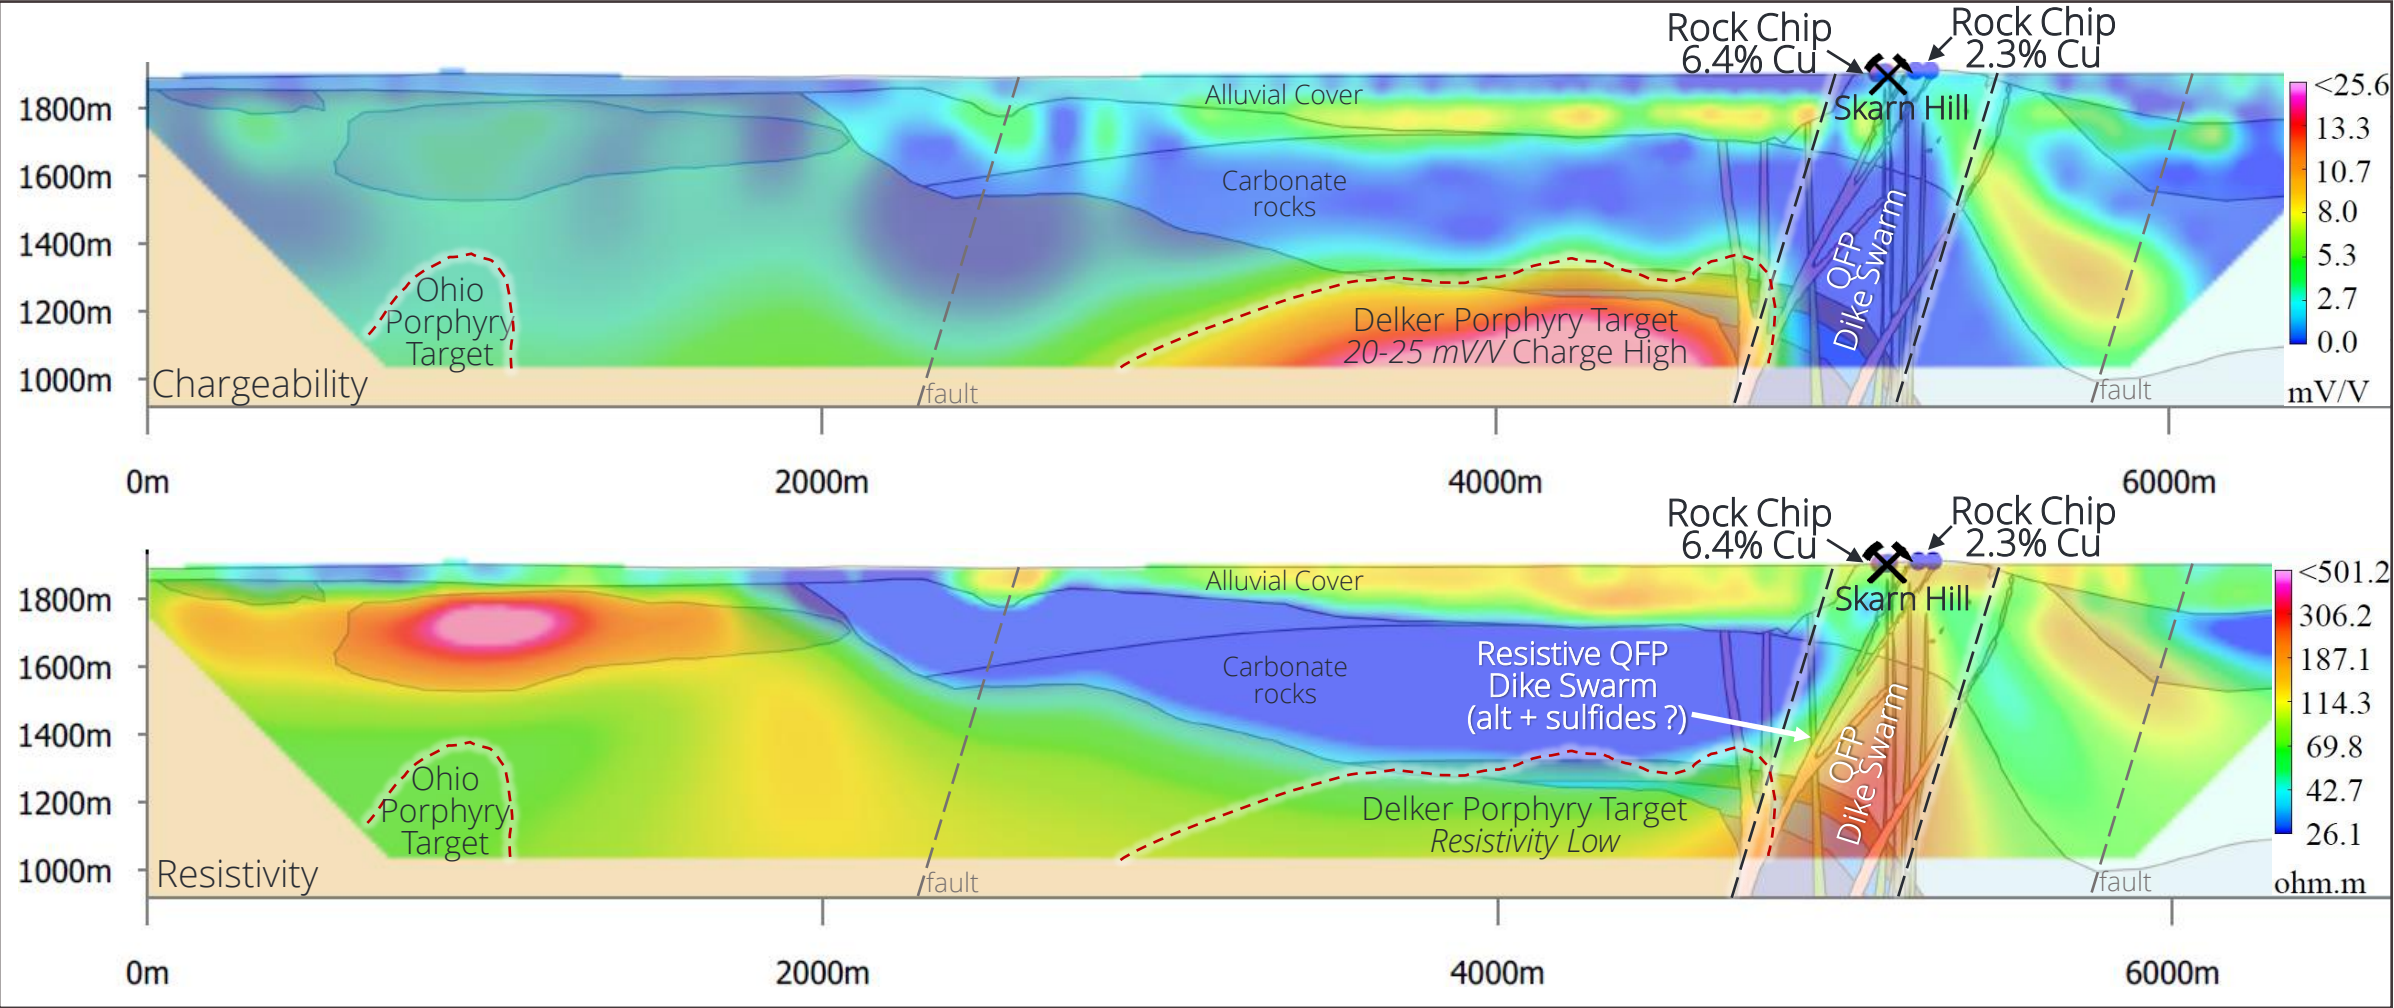 Rock Chip
6.4% Cu
Rock Chip
2.3% Cu
Skarn Hill
Alluvial Cover
Carbonate
rocks
QFP
Dike Swarm
Ohio
Porphyry
Target
Delker Porphyry Target
20-25 mV/V Charge High
fault
fault
Chargeability
1800m
1600m
1400m
1200m
1000m
<25.6
13.3
10.7
8.0
5.3
2.7
0.0
mV/V
0m
2000m
4000m
6000m
Rock Chip
6.4% Cu
Rock Chip
2.3% Cu
Skarn Hill
Alluvial Cover
Carbonate
rocks
Resistive QFP
Dike Swarm
(alt + sulfides ?)
QFP
Dike Swarm
Ohio
Porphyry
Target
Delker Porphyry Target
Resistivity Low
fault
fault
Resistivity
1800m
1600m
1400m
1200m
1000m
<501.2
306.2
187.1
114.3
69.8
42.7
26.1
ohm.m
0m
2000m
4000m
6000m